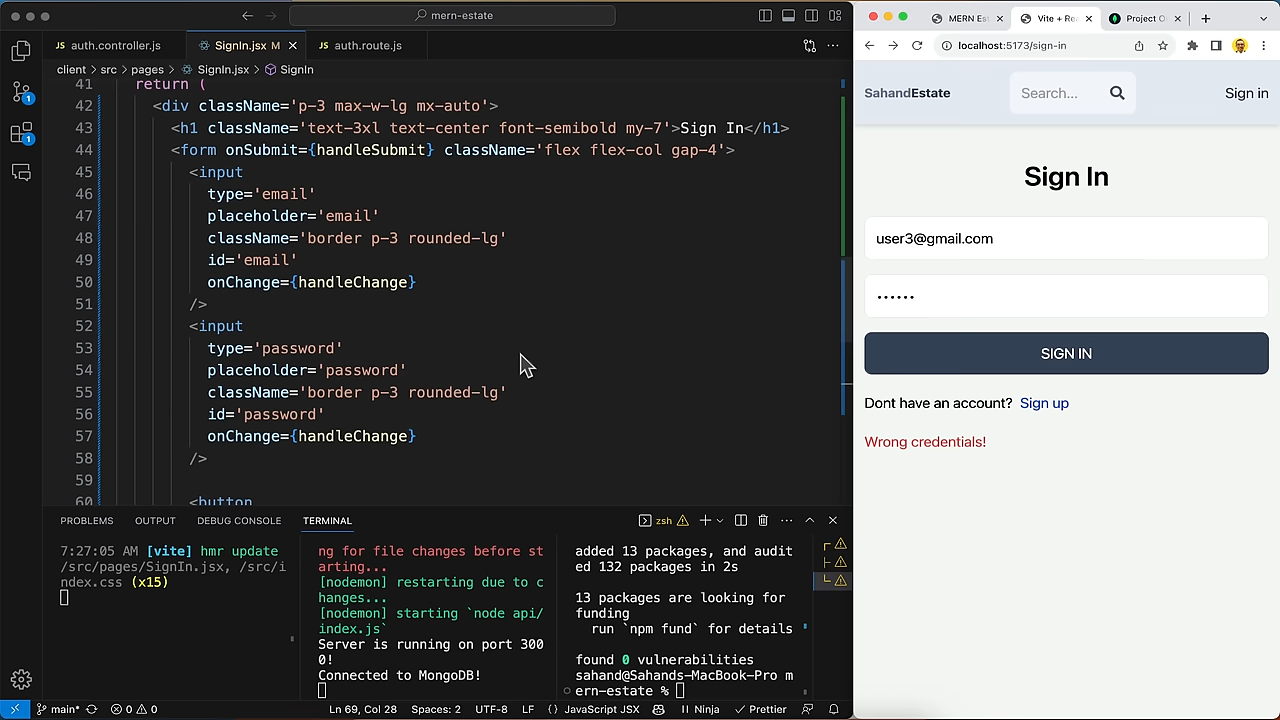 mern-estate
JS auth.controller.js
SignIn.jsx M
JS auth.route.js
client > src > pages > SignIn.jsx > SignIn
41 return (
42 <div className='p-3 max-w-lg mx-auto'>
43 <h1 className='text-3xl text-center font-semibold my-7'>Sign In</h1>
44 <form onSubmit={handleSubmit} className='flex flex-col gap-4'>
45 <input
46 type='email'
47 placeholder='email'
48 className='border p-3 rounded-lg'
49 id='email'
50 onChange={handleChange}
51 />
52 <input
53 type='password'
54 placeholder='password'
55 className='border p-3 rounded-lg'
56 id='password'
57 onChange={handleChange}
58 />
59
60 <button
1
1
PROBLEMS OUTPUT DEBUG CONSOLE TERMINAL
zsh
7:27:05 AM [vite] hmr update
/src/pages/SignIn.jsx, /src/i
ndex.css (x15)
ng for file changes before st
arting...
[nodemon] restarting due to c
hanges...
[nodemon] starting `node api/
index.js`
Server is running on port 300
0!
Connected to MongoDB!
added 13 packages, and audit
ed 132 packages in 2s
13 packages are looking for
funding
run `npm fund` for details
found 0 vulnerabilities
sahand@Sahands-MacBook-Pro m
ern-estate %
main* 0 0 Ln 69, Col 28 Spaces: 2 UTF-8 LF {} JavaScript JSX Ninja Prettier
MERN Es
Vite + Re
Project O
localhost:5173/sign-in
SahandEstate
Search...
Sign in
Sign In
user3@gmail.com
••••••
SIGN IN
Dont have an account? Sign up
Wrong credentials!